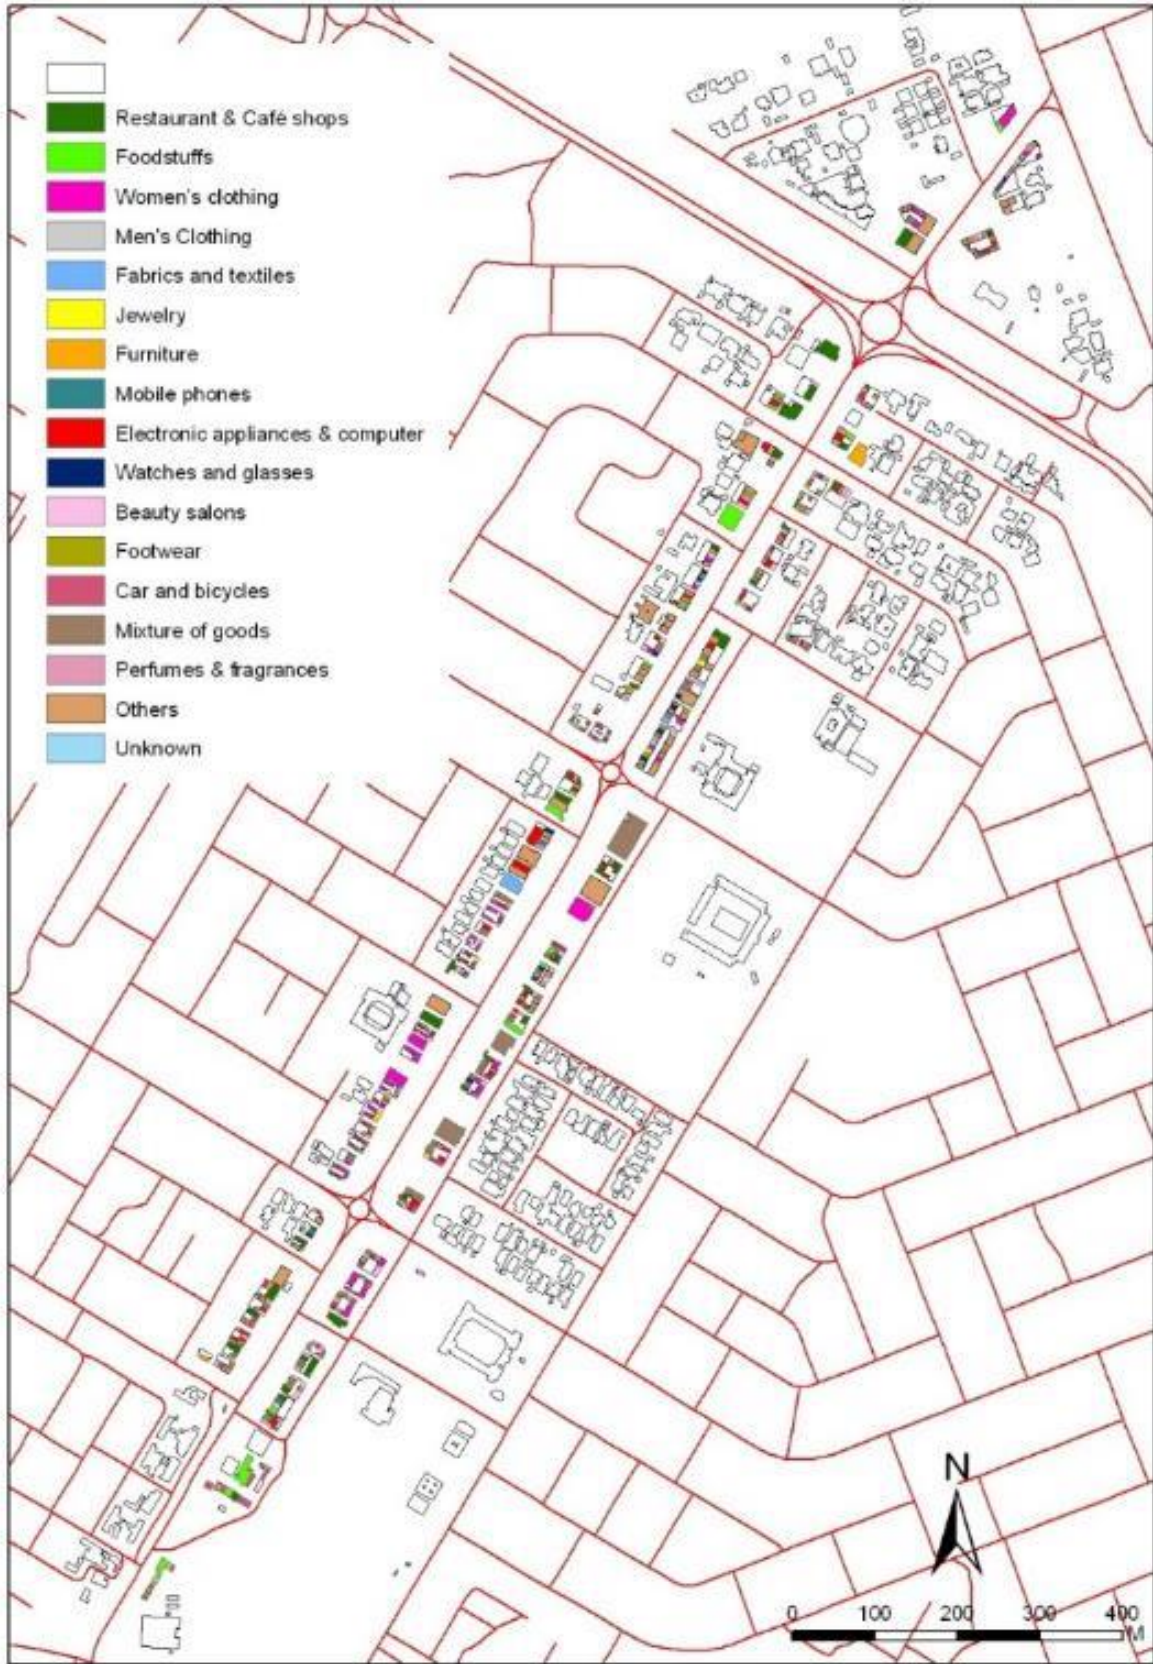 Restaurant & Café shops
Foodstuffs
Women's clothing
Men's Clothing
Fabrics and textiles
Jewelry
Furniture
Mobile phones
Electronic appliances & computer
Watches and glasses
Beauty salons
Footwear
Car and bicycles
Mixture of goods
Perfumes & fragrances
Others
Unknown
N
0 100 200 300 400
M